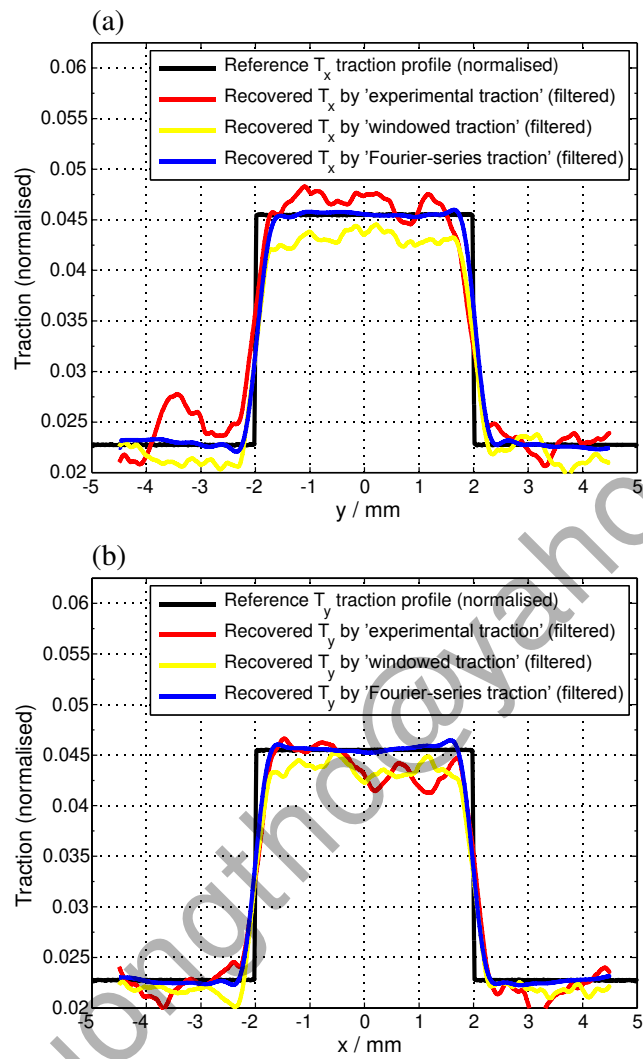 (a)
0.06
0.055
0.05
0.045
0.04
0.035
0.03
0.025
0.02
Traction (normalised)
Reference T_x traction profile (normalised)
Recovered T_x by 'experimental traction' (filtered)
Recovered T_x by 'windowed traction' (filtered)
Recovered T_x by 'Fourier-series traction' (filtered)
-5 -4 -3 -2 -1 0 1 2 3 4 5
y / mm
(b)
0.06
0.055
0.05
0.045
0.04
0.035
0.03
0.025
0.02
Traction (normalised)
Reference T_y traction profile (normalised)
Recovered T_y by 'experimental traction' (filtered)
Recovered T_y by 'windowed traction' (filtered)
Recovered T_y by 'Fourier-series traction' (filtered)
-5 -4 -3 -2 -1 0 1 2 3 4 5
x / mm